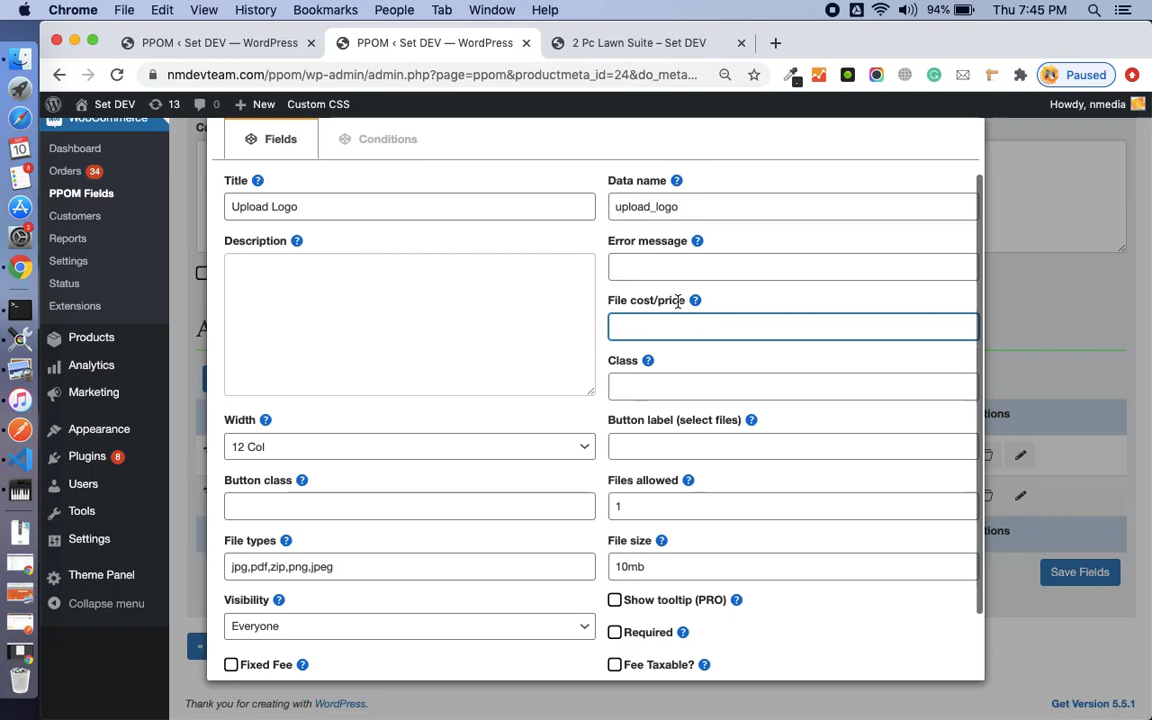 Chrome File Edit View History Bookmarks People Tab Window Help 94% Thu 7:45 PM
PPOM ‹ Set DEV — WordPress PPOM ‹ Set DEV — WordPress 2 Pc Lawn Suite – Set DEV
nmdevteam.com/ppom/wp-admin/admin.php?page=ppom&productmeta_id=24&do_meta... Paused
Set DEV 13 0 New Custom CSS Howdy, nmedia
WooCommerce
Dashboard
Orders 34
PPOM Fields
Customers
Reports
Settings
Status
Extensions
Products
Analytics
Marketing
Appearance
Plugins 8
Users
Tools
Settings
Theme Panel
Collapse menu
Fields Conditions
Title ? Data name ?
Upload Logo upload_logo
Description ? Error message ?
File cost/price ?
Class ?
Width ? Button label (select files) ?
12 Col
Button class ? Files allowed ?
1
File types ? File size ?
jpg,pdf,zip,png,jpeg 10mb
Visibility ? Show tooltip (PRO) ?
Everyone
Required ?
Fixed Fee ? Fee Taxable? ?
Save Fields
Thank you for creating with WordPress. Get Version 5.5.1